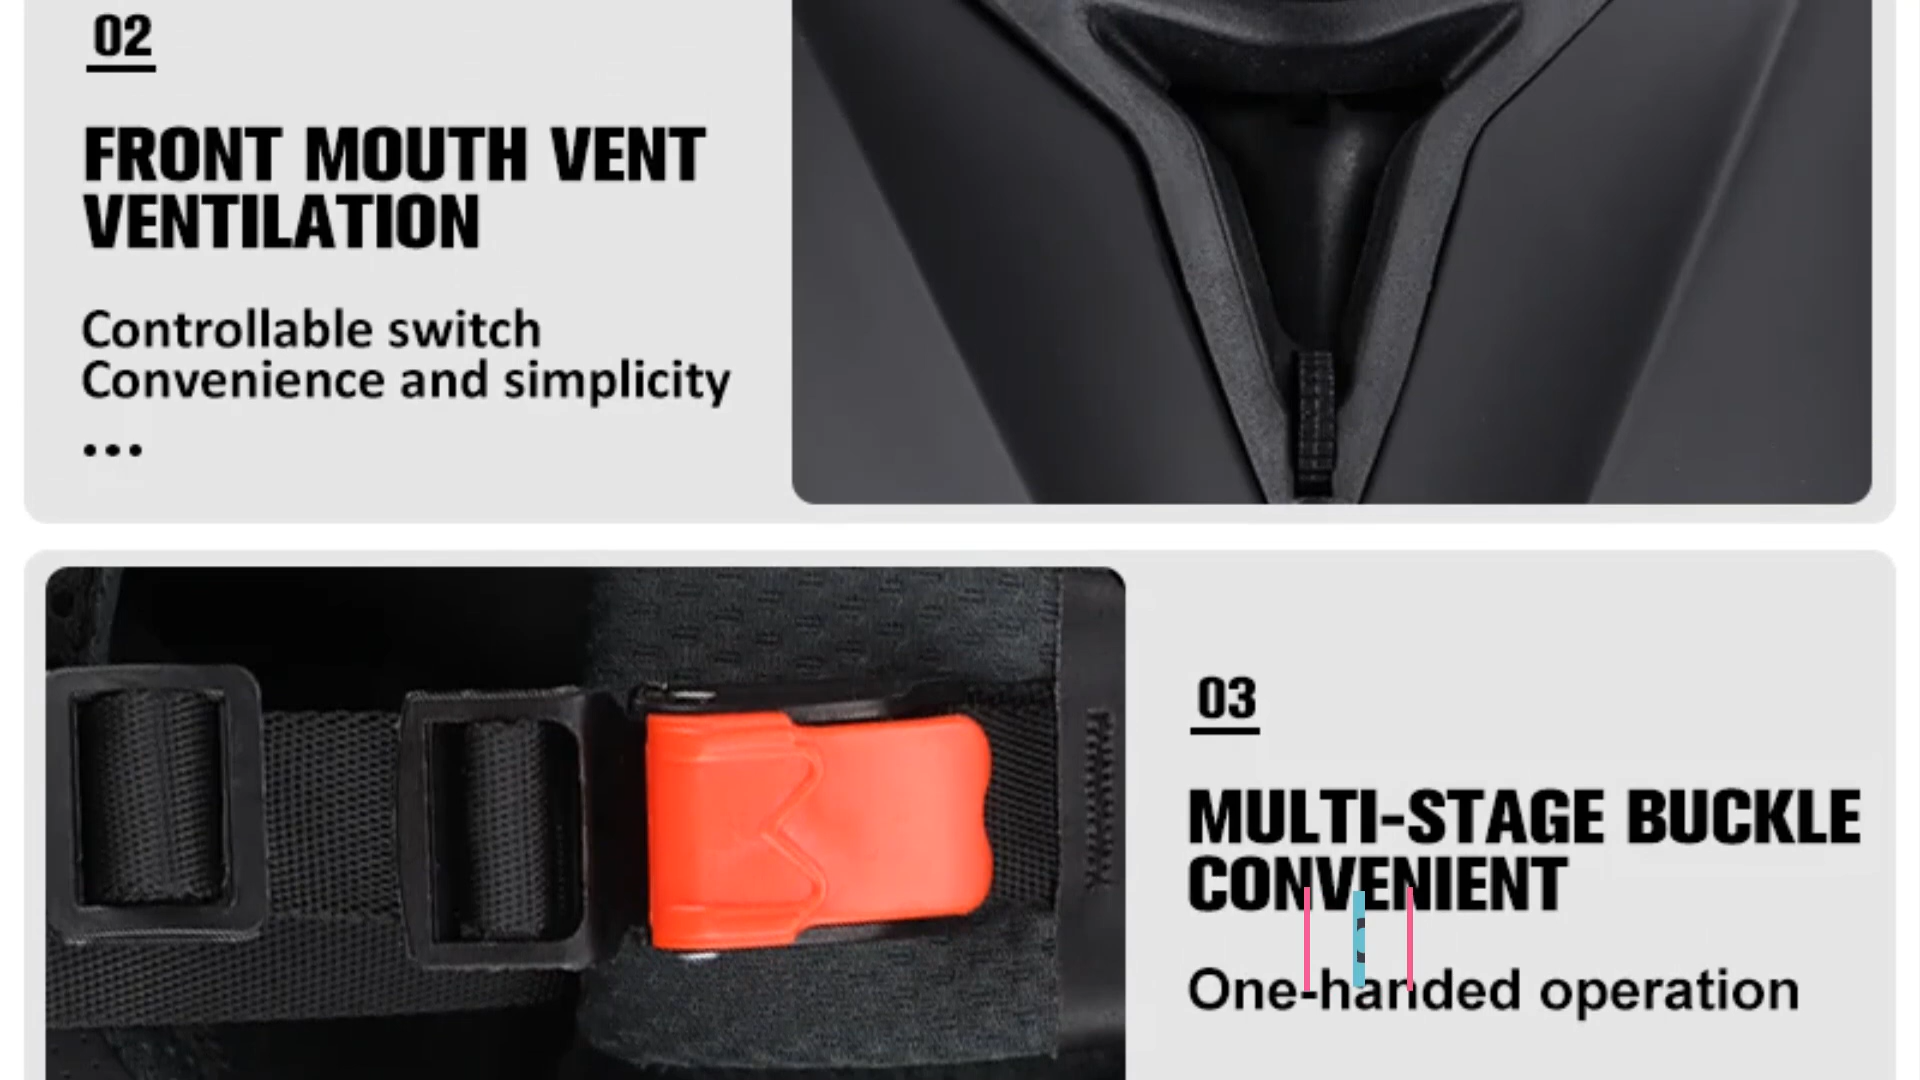 02
FRONT MOUTH VENT
VENTILATION
Controllable switch
Convenience and simplicity
...
03
MULTI-STAGE BUCKLE
CONVENIENT
One-handed operation